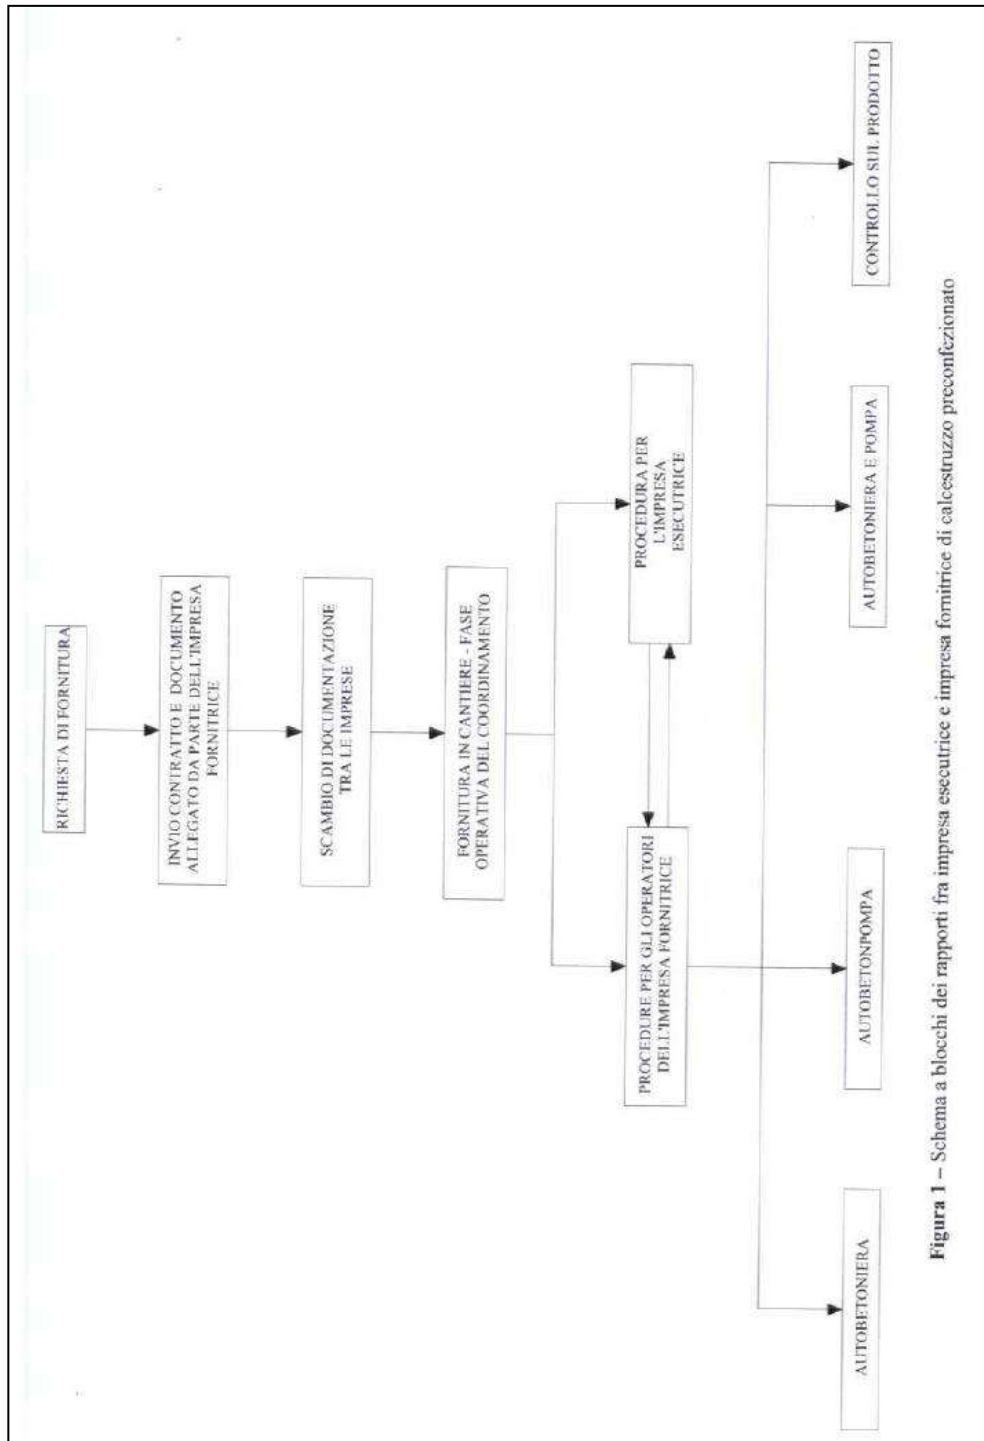 RICHIESTA DI FORNITURA
INVIO CONTRATTO E DOCUMENTO
ALLEGATO DA PARTE DELL'IMPRESA
FORNITRICE
SCAMBIO DI DOCUMENTAZIONE
TRA LE IMPRESE
FORNITURA IN CANTIERE - FASE
OPERATIVA DEL COORDINAMENTO
PROCEDURE PER GLI OPERATORI
DELL'IMPRESA FORNITRICE
PROCEDURA PER
L'IMPRESA
ESECUTRICE
AUTOBETONIERA
AUTOBETONPOMPA
AUTOBETONIERA E POMPA
CONTROLLO SUL PRODOTTO
Figura 1 – Schema a blocchi dei rapporti fra impresa esecutrice e impresa fornitrice di calcestruzzo preconfezionato